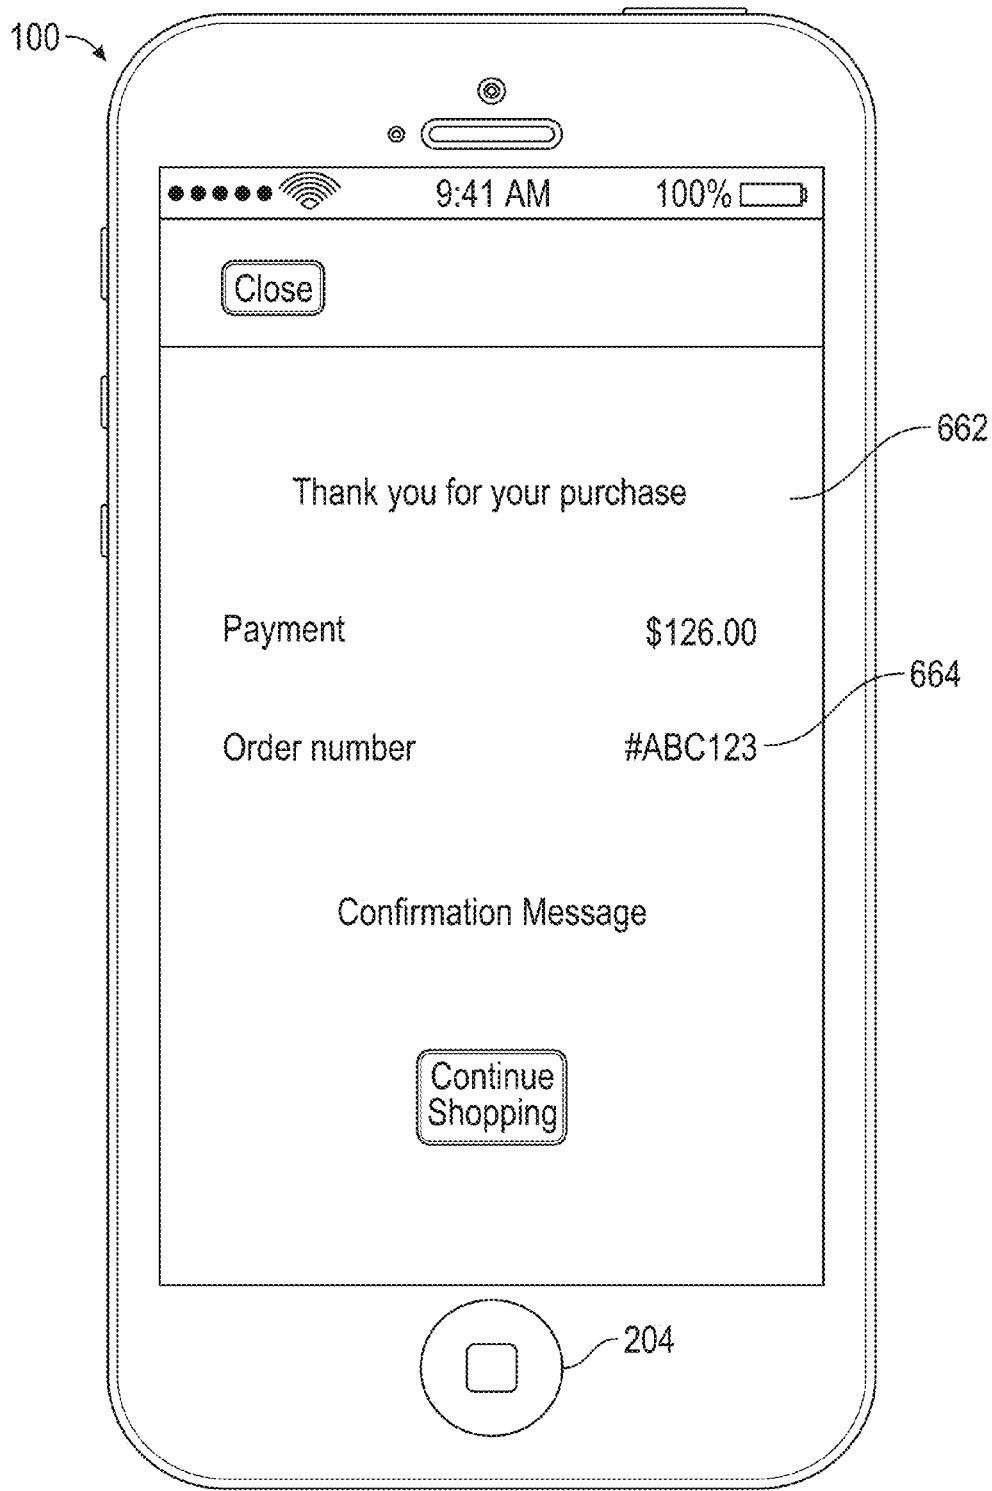 100
9:41 AM 100%
Close
662
Thank you for your purchase
Payment $126.00
664
Order number #ABC123
Confirmation Message
Continue
Shopping
204